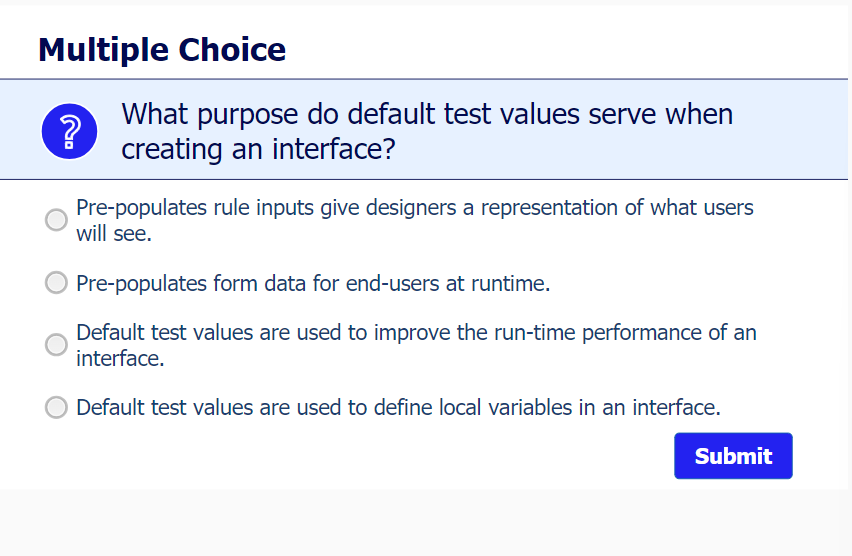 Multiple Choice
?
What purpose do default test values serve when
creating an interface?
Pre-populates rule inputs give designers a representation of what users
will see.
Pre-populates form data for end-users at runtime.
Default test values are used to improve the run-time performance of an
interface.
Default test values are used to define local variables in an interface.
Submit